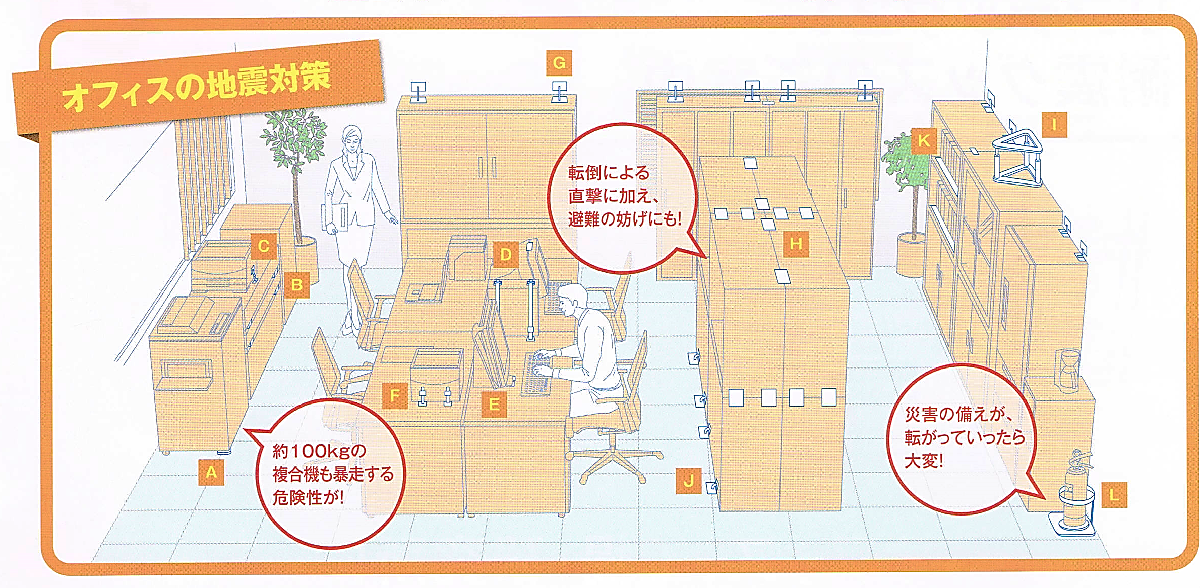 オフィスの地震対策
G
I
K
転倒による
直撃に加え、
避難の妨げにも!
H
C
D
B
F
E
約100kgの
複合機も暴走する
危険性が!
A
J
災害の備えが、
転がっていったら
大変!
L